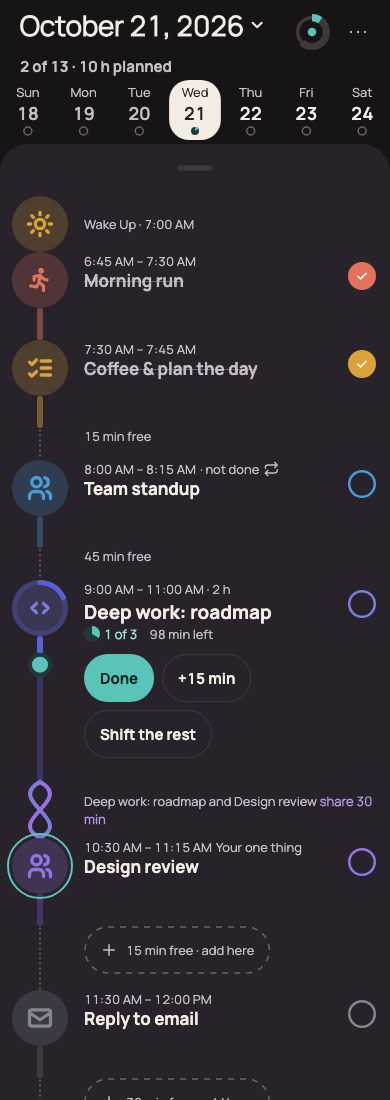 October 21, 2026
2 of 13 · 10 h planned
Sun Mon Tue Wed Thu Fri Sat
18 19 20 21 22 23 24
Wake Up · 7:00 AM
6:45 AM – 7:30 AM
Morning run
7:30 AM – 7:45 AM
Coffee & plan the day
15 min free
8:00 AM – 8:15 AM · not done
Team standup
45 min free
9:00 AM – 11:00 AM · 2 h
Deep work: roadmap
1 of 3 98 min left
Done +15 min
Shift the rest
Deep work: roadmap and Design review share 30
min
10:30 AM – 11:15 AM Your one thing
Design review
15 min free · add here
11:30 AM – 12:00 PM
Reply to email